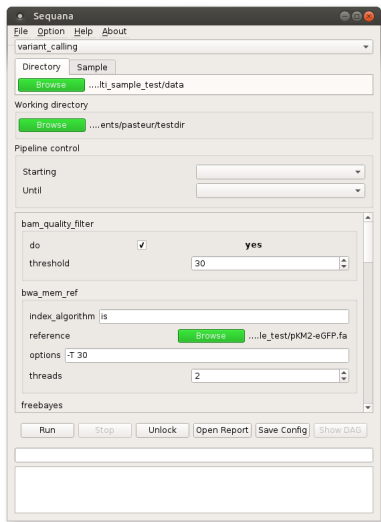 Sequana
File Option Help About
variant_calling
Directory Sample
Browse ....lti_sample_test/data
Working directory
Browse ....ents/pasteur/testdir
Pipeline control
Starting
Until
bam_quality_filter
do yes
threshold 30
bwa_mem_ref
index_algorithm is
reference Browse ....le_test/pKM2-eGFP.fa
options -T 30
threads 2
freebayes
Run Stop Unlock Open Report Save Config Show DAG